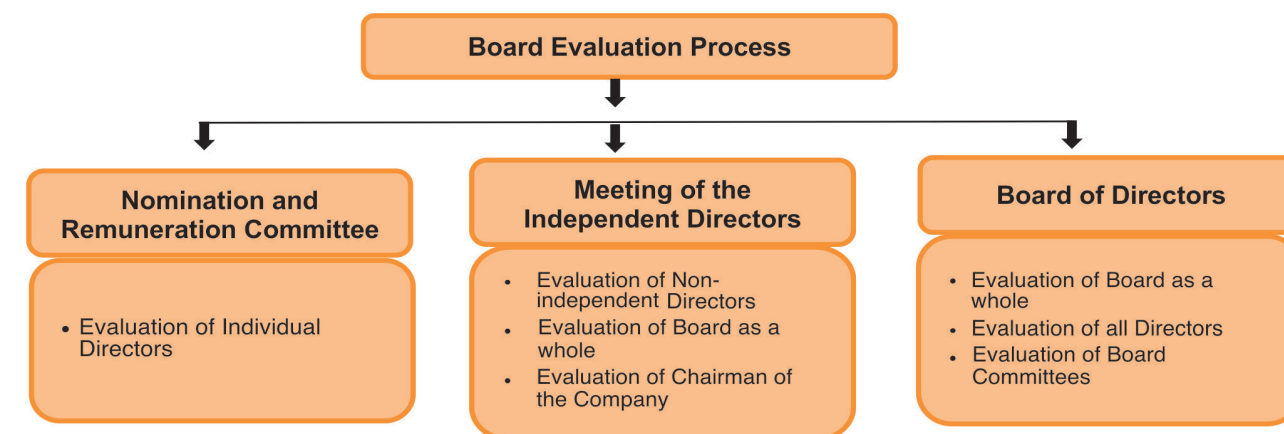 Board Evaluation Process
Nomination and
Remuneration Committee
• Evaluation of Individual
Directors
Meeting of the
Independent Directors
• Evaluation of Non-
independent Directors
• Evaluation of Board as a
whole
• Evaluation of Chairman of
the Company
Board of Directors
• Evaluation of Board as a
whole
• Evaluation of all Directors
• Evaluation of Board
Committees